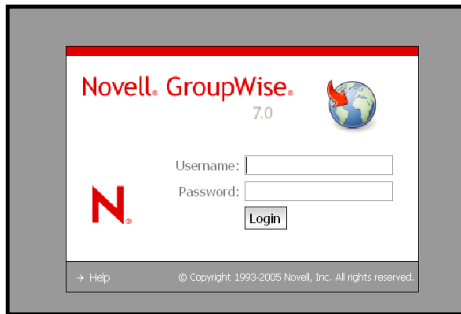 Novell® GroupWise®
7.0
Username:
Password:
N®
Login
→ Help © Copyright 1993-2005 Novell, Inc. All rights reserved.